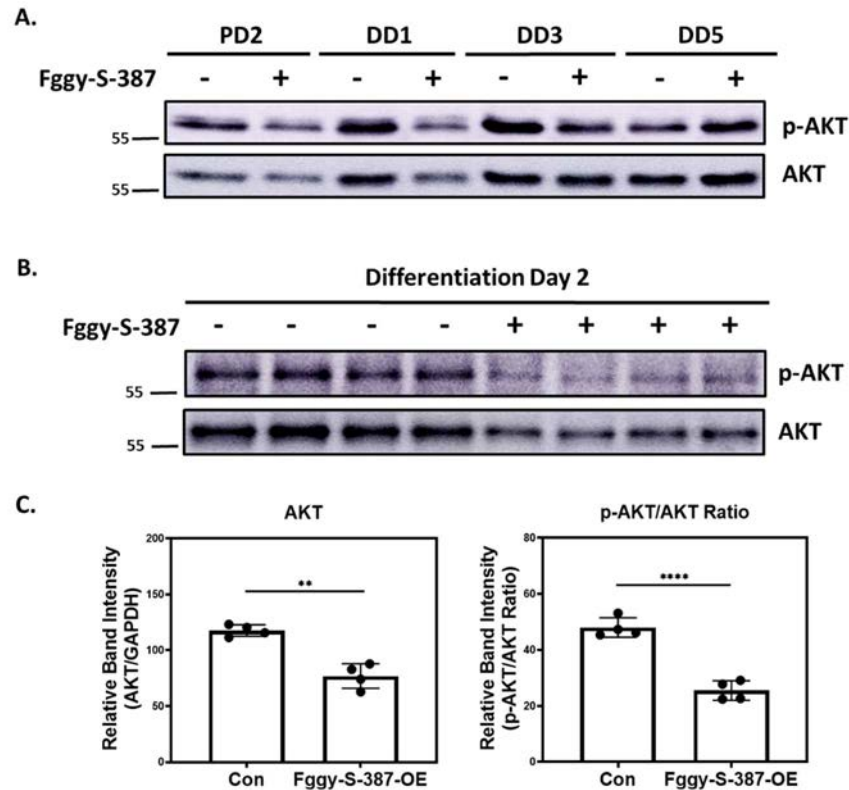 A.
PD2 DD1 DD3 DD5
Fggy-S-387 - + - + - + - +
55 p-AKT
55 AKT
B.
Differentiation Day 2
Fggy-S-387 - - - - + + + +
55 p-AKT
55 AKT
C.
AKT
Relative Band Intensity
(AKT/GAPDH)
200
150
100
50
0
**
Con Fggy-S-387-OE
p-AKT/AKT Ratio
Relative Band Intensity
(p-AKT/AKT Ratio)
80
60
40
20
0
****
Con Fggy-S-387-OE